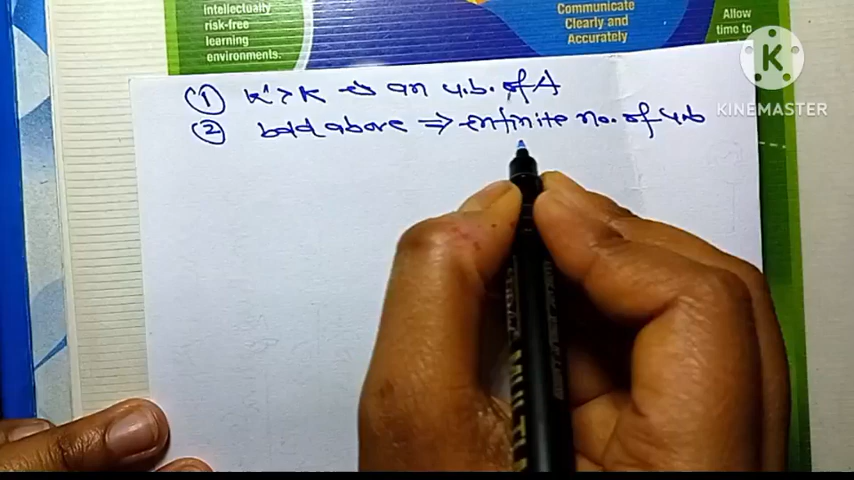 intellectually
risk-free
learning
environments.
Communicate
Clearly and
Accurately
Allow
time to
K
KINEMASTER
① K' > K is an u.b. of A
② bdd above ⇒ infinite no. of u.b